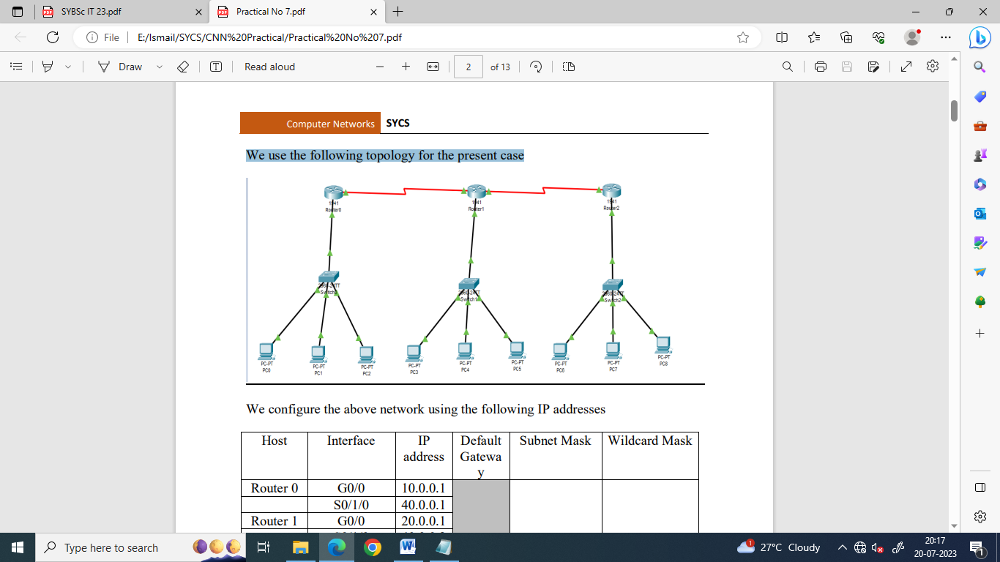 SYBSc IT 23.pdf
Practical No 7.pdf
File
E:/Ismail/SYCS/CNN%20Practical/Practical%20No%207.pdf
Draw
Read aloud
2
of 13
Computer Networks
SYCS
We use the following topology for the present case
1941
Router0
1941
Router1
1941
Router2
2960-24TT
Switch0
2960-24TT
Switch1
2960-24TT
Switch2
PC-PT
PC0
PC-PT
PC1
PC-PT
PC2
PC-PT
PC3
PC-PT
PC4
PC-PT
PC5
PC-PT
PC6
PC-PT
PC7
PC-PT
PC8
We configure the above network using the following IP addresses
Host Interface IP Default Subnet Mask Wildcard Mask
address Gatewa
y
Router 0 G0/0 10.0.0.1
S0/1/0 40.0.0.1
Router 1 G0/0 20.0.0.1
Type here to search
1
27°C Cloudy
20:17
20-07-2023
1